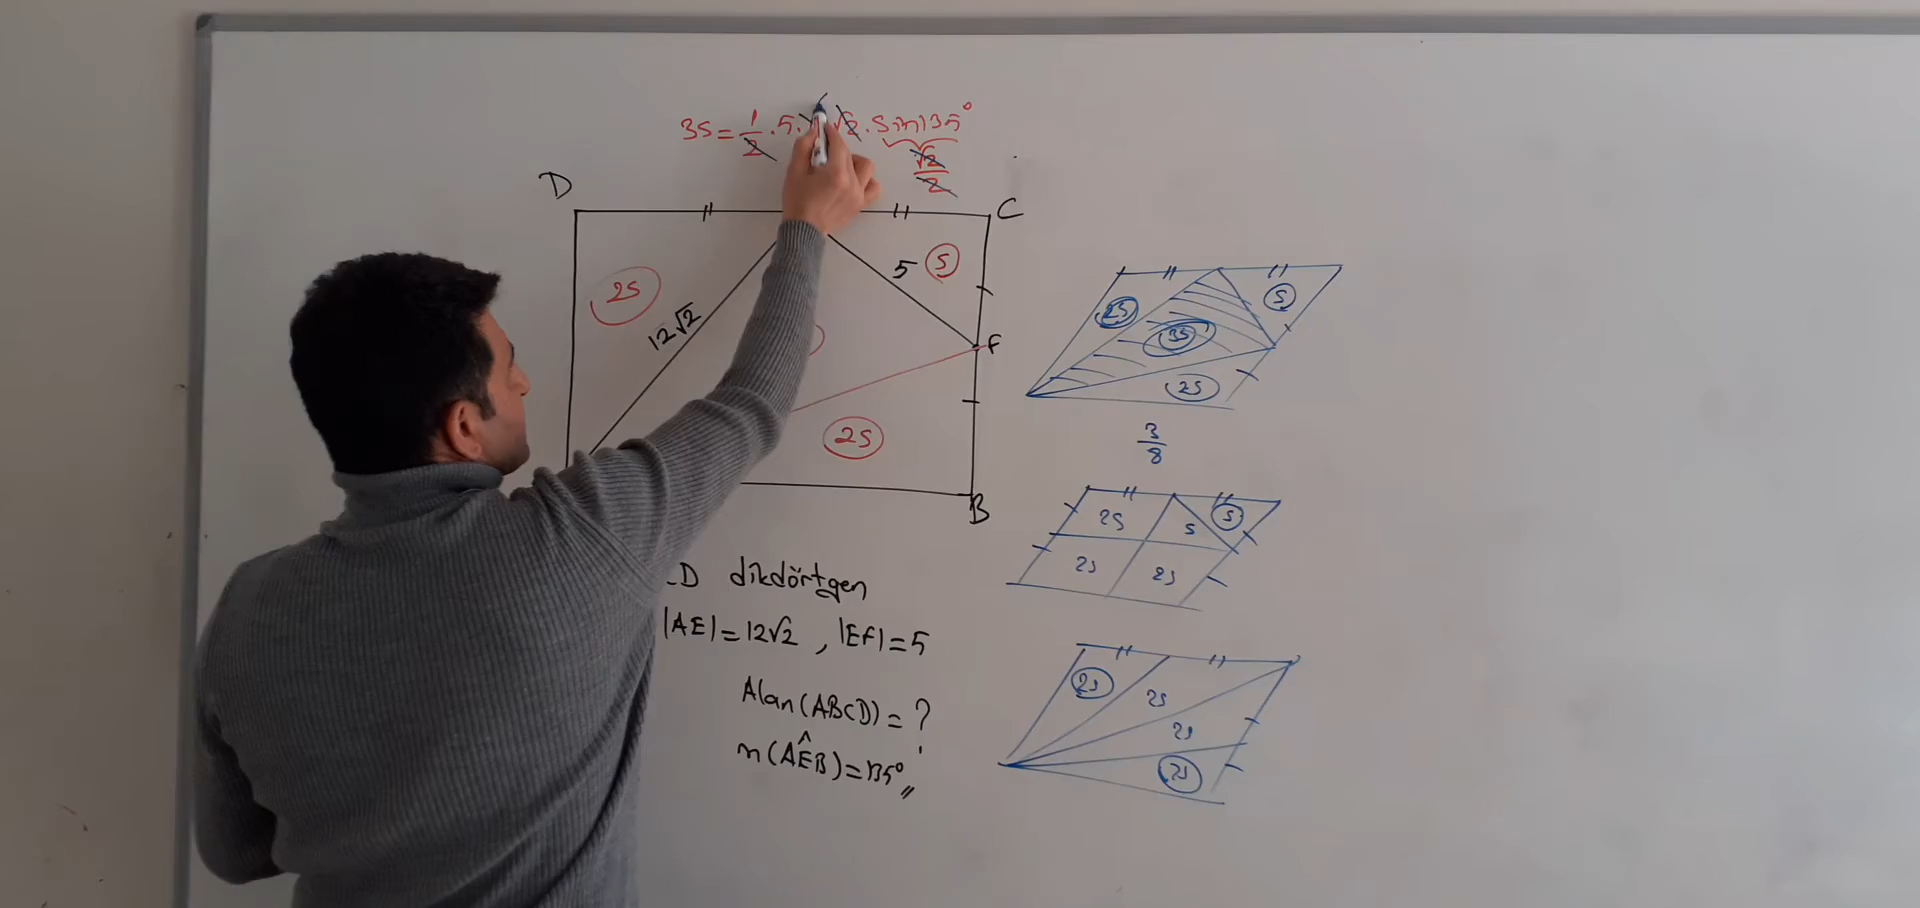 3S = 1/2 . 5 . √2 . sin135°
√2/2
D
C
2S
5
S
12√2
F
2S
B
D dikdörtgen
|AE| = 12√2 , |EF| = 5
Alan(ABCD) = ?
m(AÊB) = 135°,,
2S
S
3S
2S
3/8
2S
S
S
2S
2S
2S
2S
2S
2S